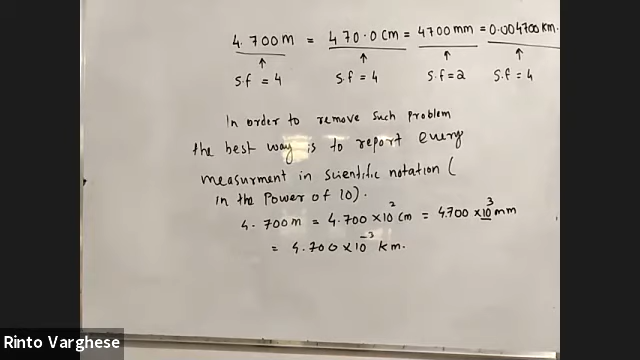 4.700m = 470.0 cm = 4700 mm = 0.004700 km.
↑ ↑ ↑ ↑
S.f = 4 S.f = 4 S.f = 2 S.f = 4
In order to remove such problem
the best way is to report every
measurment in scientific notation (
in the Power of 10).
4.700m = 4.700 × 10² cm = 4.700 × 10³ mm
= 4.700 × 10⁻³ km.
Rinto Varghese